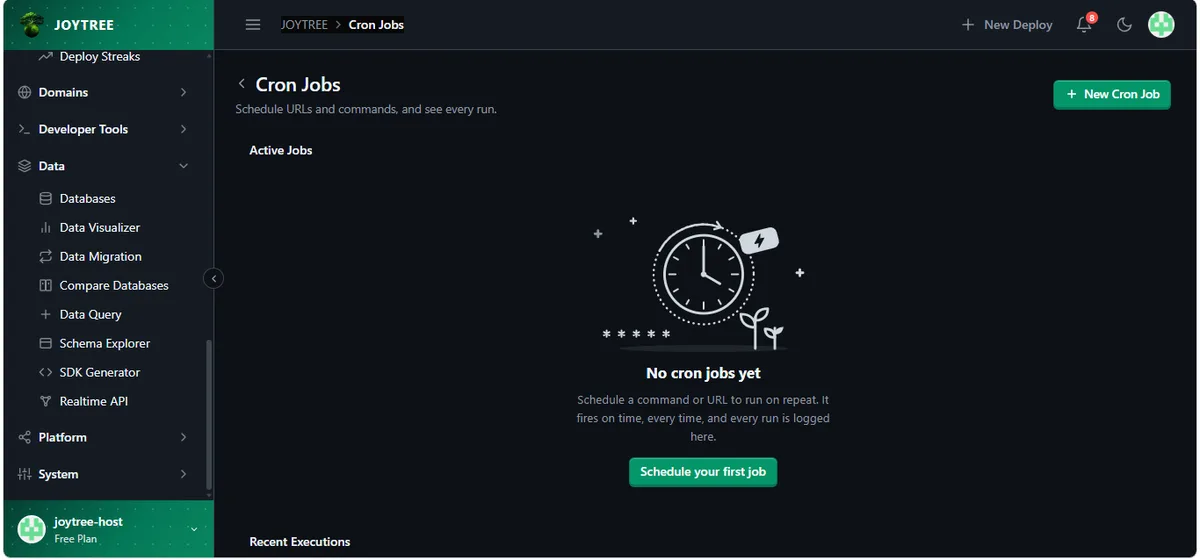 JOYTREE
JOYTREE > Cron Jobs
+ New Deploy
8
Deploy Streaks
Domains
Developer Tools
Data
Databases
Data Visualizer
Data Migration
Compare Databases
Data Query
Schema Explorer
SDK Generator
Realtime API
Platform
System
joytree-host
Free Plan
Cron Jobs
Schedule URLs and commands, and see every run.
+ New Cron Job
Active Jobs
* * * * *
No cron jobs yet
Schedule a command or URL to run on repeat. It
fires on time, every time, and every run is logged
here.
Schedule your first job
Recent Executions